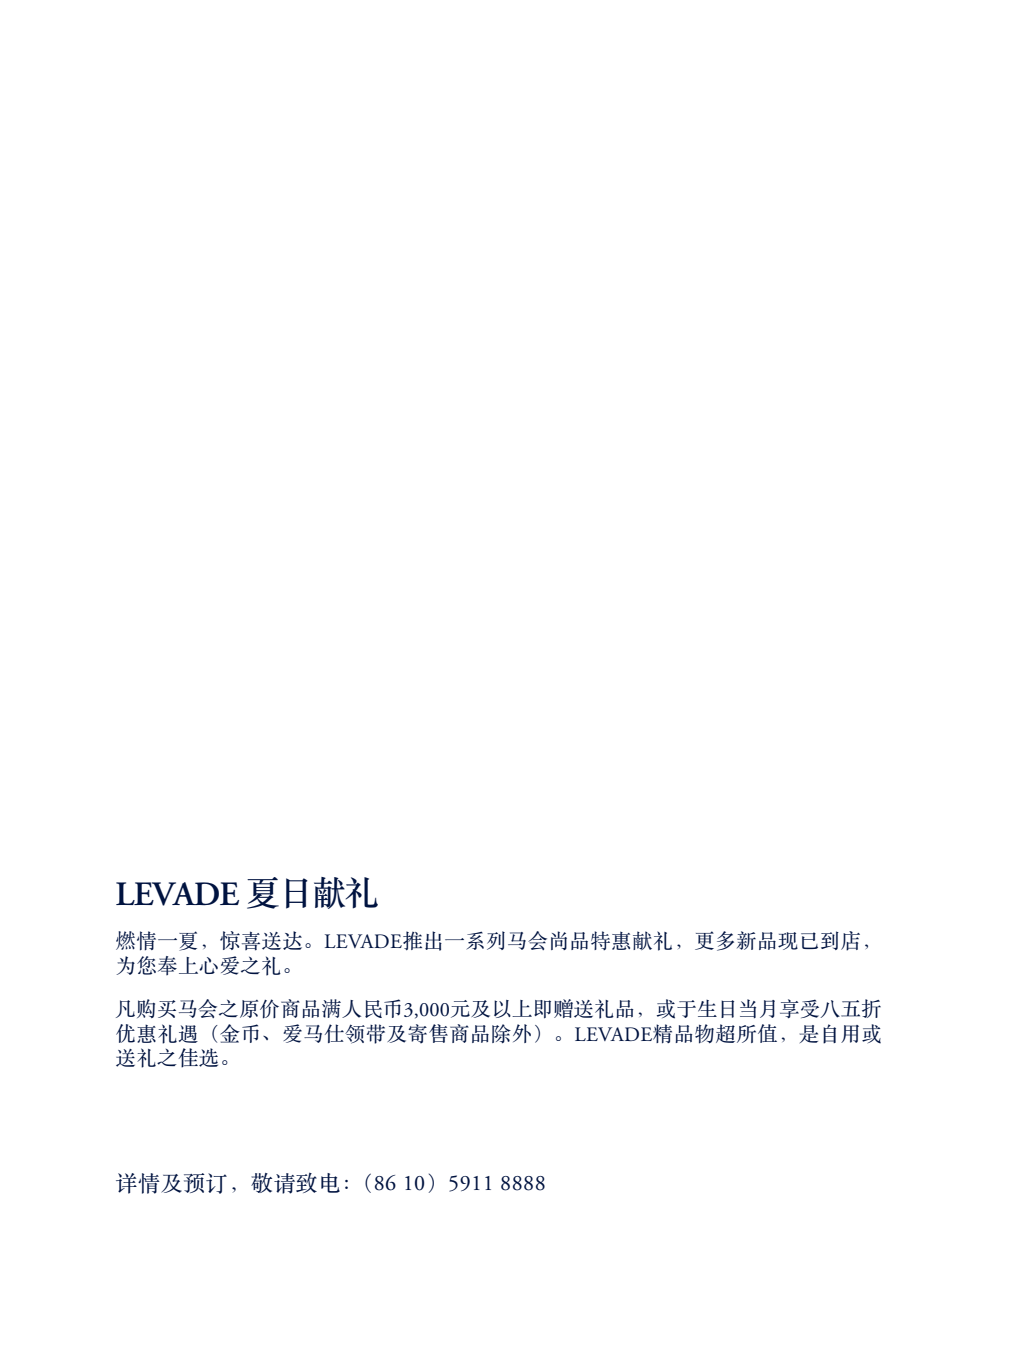 LEVADE 夏日献礼
燃情一夏，惊喜送达。LEVADE推出一系列马会尚品特惠献礼，更多新品现已到店，
为您奉上心爱之礼。
凡购买马会之原价商品满人民币3,000元及以上即赠送礼品，或于生日当月享受八五折
优惠礼遇（金币、爱马仕领带及寄售商品除外）。LEVADE精品物超所值，是自用或
送礼之佳选。
详情及预订，敬请致电：（86 10）5911 8888